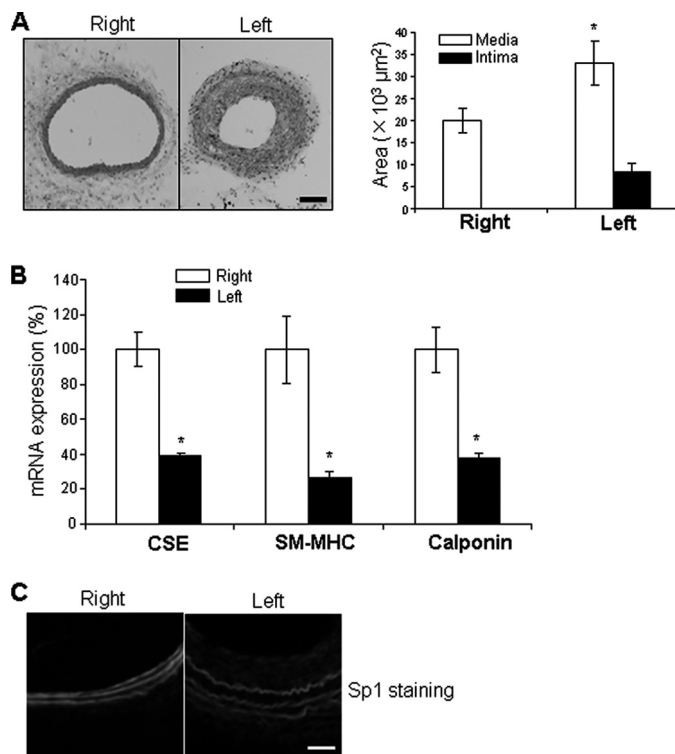 A
Right Left
Media
Intima
*
Area ( × 10³ µm²)
40
35
30
25
20
15
10
5
0
Right Left
B
Right
Left
mRNA expression (%)
140
120
100
80
60
40
20
0
* * *
CSE SM-MHC Calponin
C
Right Left
Sp1 staining